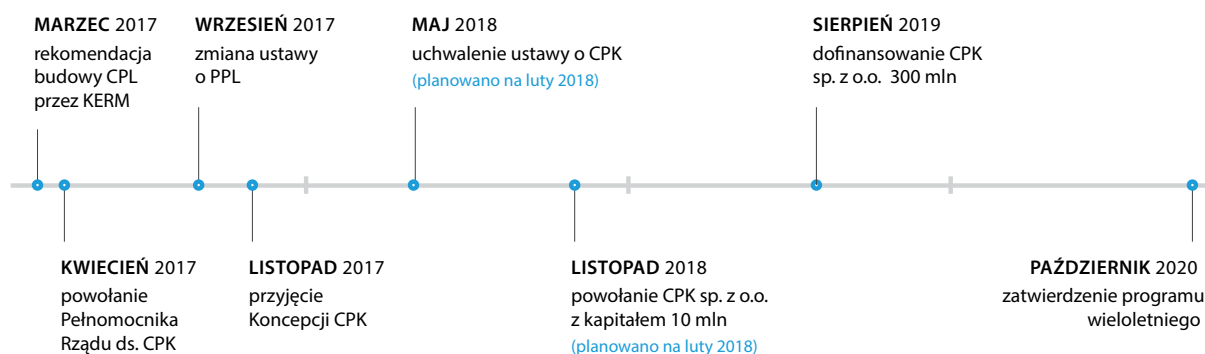 MARZEC 2017
rekomendacja
budowy CPL
przez KERM
WRZESIEŃ 2017
zmiana ustawy
o PPL
MAJ 2018
uchwalenie ustawy o CPK
(planowano na luty 2018)
SIERPIEŃ 2019
dofinansowanie CPK
sp. z o.o. 300 mln
KWIECIEŃ 2017
powołanie
Pełnomocnika
Rządu ds. CPK
LISTOPAD 2017
przyjęcie
Koncepcji CPK
LISTOPAD 2018
powołanie CPK sp. z o.o.
z kapitałem 10 mln
(planowano na luty 2018)
PAŹDZIERNIK 2020
zatwierdzenie programu
wieloletniego